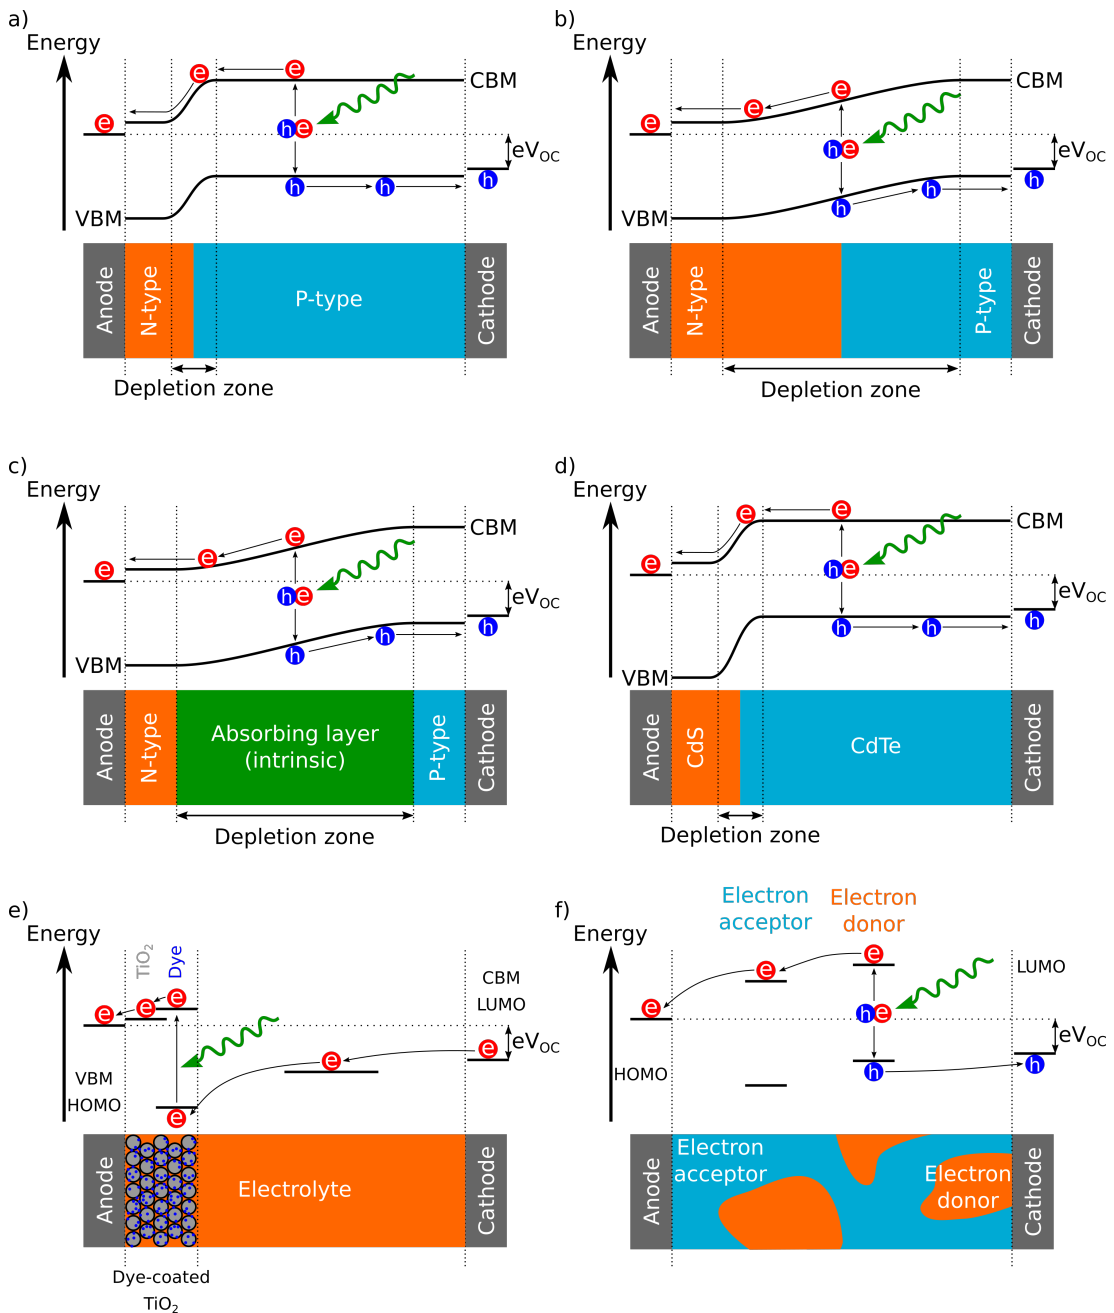 a)
Energy
e
e
e
CBM
h e
eV_OC
h
h
h
VBM
Anode
N-type
P-type
Cathode
Depletion zone
b)
Energy
e
e
e
CBM
h e
eV_OC
h
h
h
VBM
Anode
N-type
P-type
Cathode
Depletion zone
c)
Energy
e
e
e
CBM
h e
eV_OC
h
h
h
VBM
Anode
N-type
Absorbing layer
(intrinsic)
P-type
Cathode
Depletion zone
d)
Energy
e
e
e
CBM
h e
eV_OC
h
h
h
VBM
Anode
CdS
CdTe
Cathode
Depletion zone
e)
Energy
TiO₂
Dye
CBM
LUMO
e
e
e
eV_OC
e
e
VBM
HOMO
e
Anode
Electrolyte
Cathode
Dye-coated
TiO₂
f)
Energy
Electron
acceptor
Electron
donor
LUMO
e
e
e
h e
eV_OC
HOMO
h
h
Anode
Electron
acceptor
Electron
donor
Cathode